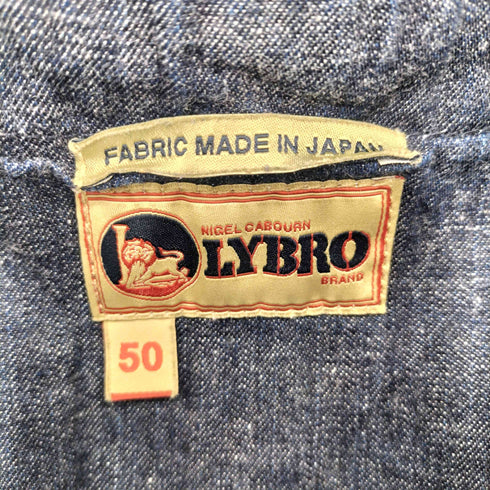 FABRIC MADE IN JAPAN
NIGEL CABOURN
LYBRO
BRAND
50